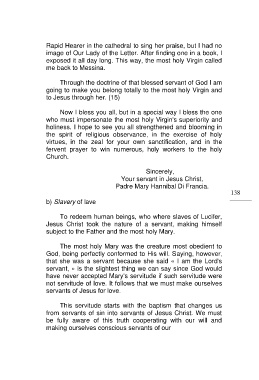 Rapid Hearer in the cathedral to sing her praise, but I had no
image of Our Lady of the Letter. After finding one in a book, I
exposed it all day long. This way, the most holy Virgin called
me back to Messina.
Through the doctrine of that blessed servant of God I am
going to make you belong totally to the most holy Virgin and
to Jesus through her. (15)
Now I bless you all, but in a special way I bless the one
who must impersonate the most holy Virgin's superiority and
holiness. I hope to see you all strengthened and blooming in
the spirit of religious observance, in the exercise of holy
virtues, in the zeal for your own sanctification, and in the
fervent prayer to win numerous, holy workers to the holy
Church.
Sincerely,
Your servant in Jesus Christ,
Padre Mary Hannibal Di Francia.
138
b) Slavery of lave
To redeem human beings, who where slaves of Lucifer,
Jesus Christ took the nature of a servant, making himself
subject to the Father and the most holy Mary.
The most holy Mary was the creature most obedient to
God, being perfectly conformed to His will. Saying, however,
that she was a servant because she said « I am the Lord's
servant, » is the slightest thing we can say since God would
have never accepted Mary's servitude if such servitude were
not servitude of love. It follows that we must make ourselves
servants of Jesus for love.
This servitude starts with the baptism that changes us
from servants of sin into servants of Jesus Christ. We must
be fully aware of this truth cooperating with our will and
making ourselves conscious servants of our